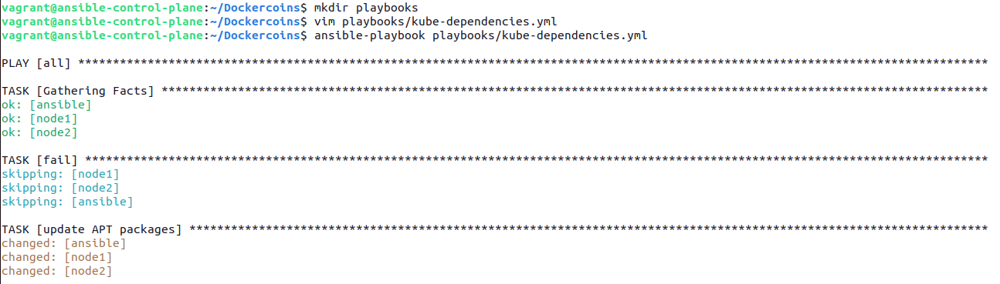 vagrant@ansible-control-plane:~/Dockercoins$ mkdir playbooks
vagrant@ansible-control-plane:~/Dockercoins$ vim playbooks/kube-dependencies.yml
vagrant@ansible-control-plane:~/Dockercoins$ ansible-playbook playbooks/kube-dependencies.yml
PLAY [all] ***********************************************************************************************************************************
TASK [Gathering Facts] ***********************************************************************************************************************
ok: [ansible]
ok: [node1]
ok: [node2]
TASK [fail] **********************************************************************************************************************************
skipping: [node1]
skipping: [node2]
skipping: [ansible]
TASK [update APT packages] *******************************************************************************************************************
changed: [ansible]
changed: [node1]
changed: [node2]